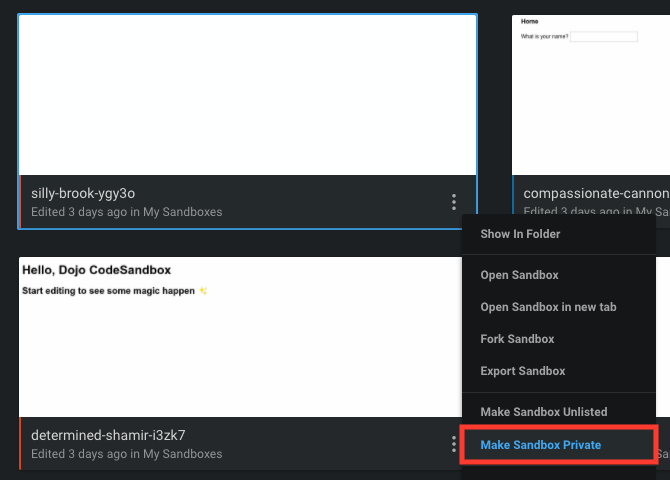 Home
What is your name?
silly-brook-ygy3o
Edited 3 days ago in My Sandboxes
compassionate-cannon
Edited 3 days ago in My Sa
Show In Folder
Open Sandbox
Open Sandbox in new tab
Fork Sandbox
Export Sandbox
Make Sandbox Unlisted
Make Sandbox Private
Hello, Dojo CodeSandbox
Start editing to see some magic happen ✨
determined-shamir-i3zk7
Edited 3 days ago in My Sandboxes